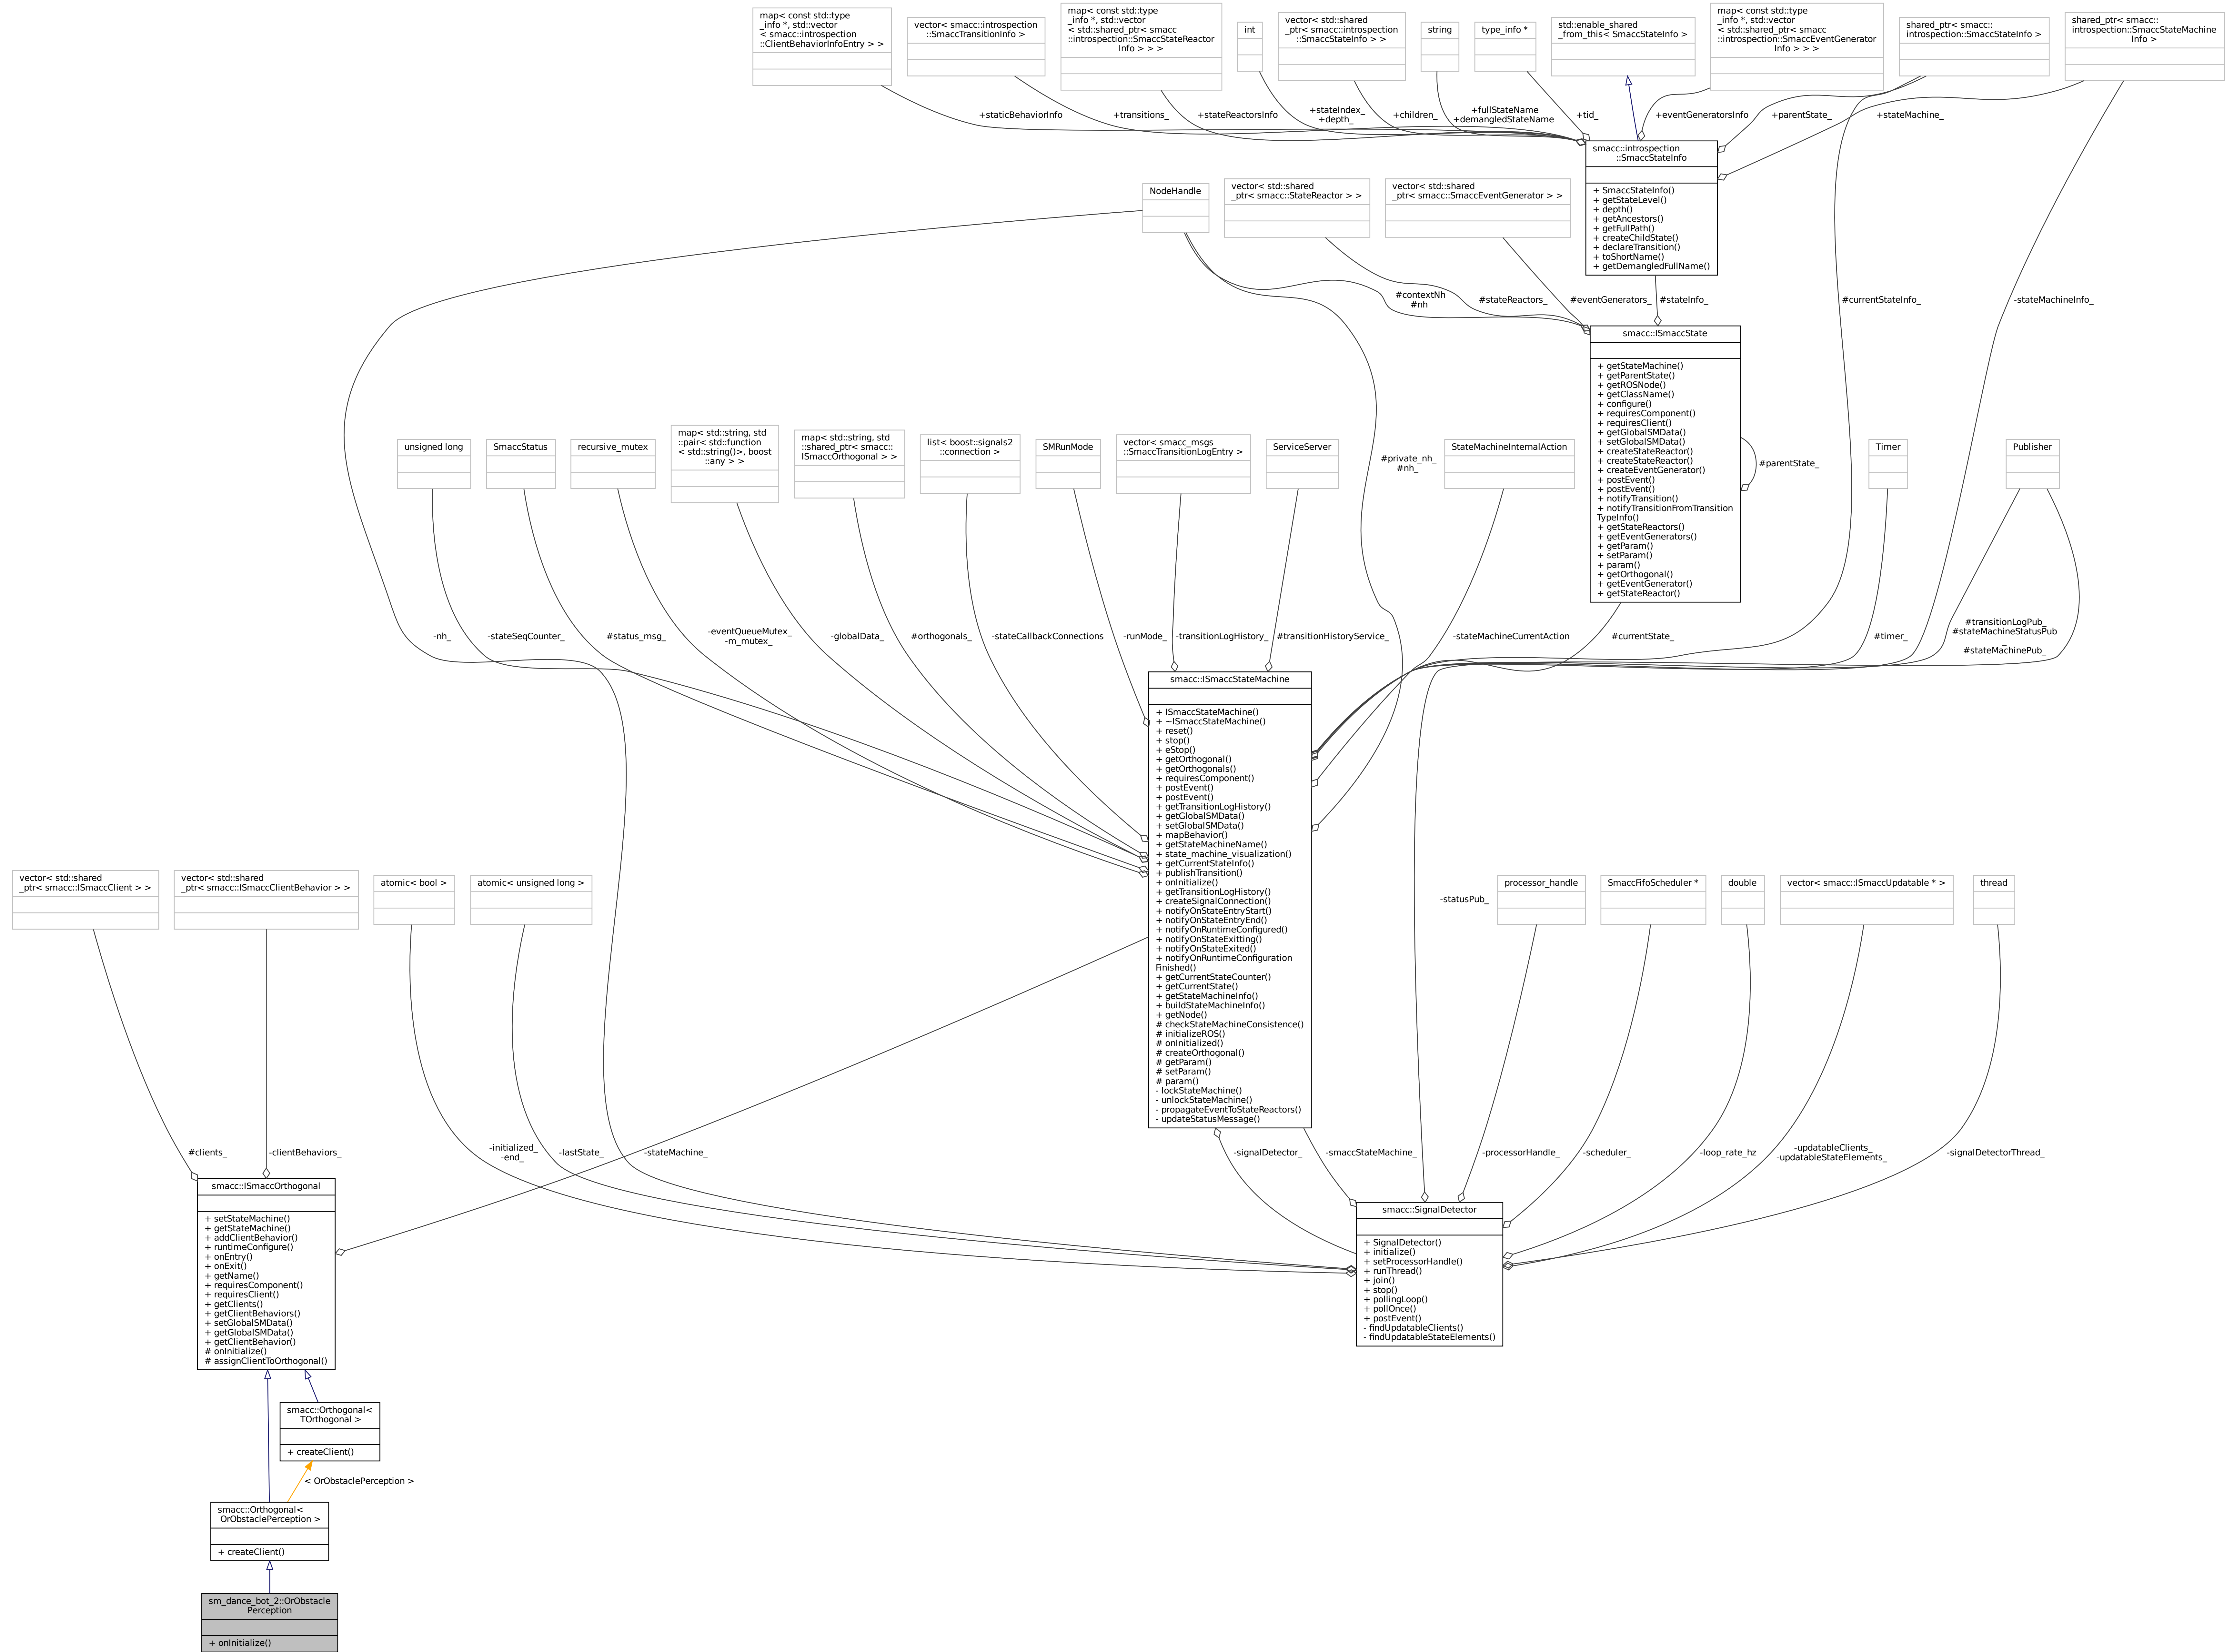 map< const std::type
_info *, std::vector
< smacc::introspection
::ClientBehaviorInfoEntry > >
vector< smacc::introspection
::SmaccTransitionInfo >
map< const std::type
_info *, std::vector
< std::shared_ptr< smacc
::introspection::SmaccStateReactor
Info > > >
int
vector< std::shared
_ptr< smacc::introspection
::SmaccStateInfo > >
string
type_info *
std::enable_shared
_from_this< SmaccStateInfo >
map< const std::type
_info *, std::vector
< std::shared_ptr< smacc
::introspection::SmaccEventGenerator
Info > > >
shared_ptr< smacc::
introspection::SmaccStateInfo >
shared_ptr< smacc::
introspection::SmaccStateMachine
Info >
+staticBehaviorInfo
+transitions_
+stateReactorsInfo
+stateIndex_
+depth_
+children_
+fullStateName
+demangledStateName
+tid_
+eventGeneratorsInfo
+parentState_
+stateMachine_
smacc::introspection
::SmaccStateInfo
+ SmaccStateInfo()
+ getStateLevel()
+ depth()
+ getAncestors()
+ getFullPath()
+ createChildState()
+ declareTransition()
+ toShortName()
+ getDemangledFullName()
NodeHandle
vector< std::shared
_ptr< smacc::StateReactor > >
vector< std::shared
_ptr< smacc::SmaccEventGenerator > >
#contextNh
#nh
#stateReactors_
#eventGenerators_
#stateInfo_
#currentStateInfo_
-stateMachineInfo_
smacc::ISmaccState
+ getStateMachine()
+ getParentState()
+ getROSNode()
+ getClassName()
+ configure()
+ requiresComponent()
+ requiresClient()
+ getGlobalSMData()
+ setGlobalSMData()
+ createStateReactor()
+ createStateReactor()
+ createEventGenerator()
+ postEvent()
+ postEvent()
+ notifyTransition()
+ notifyTransitionFromTransition
TypeInfo()
+ getStateReactors()
+ getEventGenerators()
+ getParam()
+ setParam()
+ param()
+ getOrthogonal()
+ getEventGenerator()
+ getStateReactor()
#parentState_
unsigned long
SmaccStatus
recursive_mutex
map< std::string, std
::pair< std::function
< std::string()>, boost
::any > >
map< std::string, std
::shared_ptr< smacc::
ISmaccOrthogonal > >
list< boost::signals2
::connection >
SMRunMode
vector< smacc_msgs
::SmaccTransitionLogEntry >
ServiceServer
#private_nh_
#nh_
StateMachineInternalAction
Timer
Publisher
-nh_
-stateSeqCounter_
#status_msg_
-eventQueueMutex_
-m_mutex_
-globalData_
#orthogonals_
-stateCallbackConnections
-runMode_
-transitionLogHistory_
#transitionHistoryService_
-stateMachineCurrentAction
#currentState_
#timer_
#transitionLogPub_
#stateMachineStatusPub
_
#stateMachinePub_
smacc::ISmaccStateMachine
+ ISmaccStateMachine()
+ ~ISmaccStateMachine()
+ reset()
+ stop()
+ eStop()
+ getOrthogonal()
+ getOrthogonals()
+ requiresComponent()
+ postEvent()
+ postEvent()
+ getTransitionLogHistory()
+ getGlobalSMData()
+ setGlobalSMData()
+ mapBehavior()
+ getStateMachineName()
+ state_machine_visualization()
+ getCurrentStateInfo()
+ publishTransition()
+ onInitialize()
+ getTransitionLogHistory()
+ createSignalConnection()
+ notifyOnStateEntryStart()
+ notifyOnStateEntryEnd()
+ notifyOnRuntimeConfigured()
+ notifyOnStateExitting()
+ notifyOnStateExited()
+ notifyOnRuntimeConfiguration
Finished()
+ getCurrentStateCounter()
+ getCurrentState()
+ getStateMachineInfo()
+ buildStateMachineInfo()
+ getNode()
# checkStateMachineConsistence()
# initializeROS()
# onInitialized()
# createOrthogonal()
# getParam()
# setParam()
# param()
- lockStateMachine()
- unlockStateMachine()
- propagateEventToStateReactors()
- updateStatusMessage()
vector< std::shared
_ptr< smacc::ISmaccClient > >
vector< std::shared
_ptr< smacc::ISmaccClientBehavior > >
atomic< bool >
atomic< unsigned long >
-statusPub_
processor_handle
SmaccFifoScheduler *
double
vector< smacc::ISmaccUpdatable * >
thread
#clients_
-clientBehaviors_
-initialized_
-end_
-lastState_
-stateMachine_
-signalDetector_
-smaccStateMachine_
-processorHandle_
-scheduler_
-loop_rate_hz
-updatableClients_
-updatableStateElements_
-signalDetectorThread_
smacc::ISmaccOrthogonal
+ setStateMachine()
+ getStateMachine()
+ addClientBehavior()
+ runtimeConfigure()
+ onEntry()
+ onExit()
+ getName()
+ requiresComponent()
+ requiresClient()
+ getClients()
+ getClientBehaviors()
+ setGlobalSMData()
+ getGlobalSMData()
+ getClientBehavior()
# onInitialize()
# assignClientToOrthogonal()
smacc::SignalDetector
+ SignalDetector()
+ initialize()
+ setProcessorHandle()
+ runThread()
+ join()
+ stop()
+ pollingLoop()
+ pollOnce()
+ postEvent()
- findUpdatableClients()
- findUpdatableStateElements()
smacc::Orthogonal<
TOrthogonal >
+ createClient()
< OrObstaclePerception >
smacc::Orthogonal<
OrObstaclePerception >
+ createClient()
sm_dance_bot_2::OrObstacle
Perception
+ onInitialize()